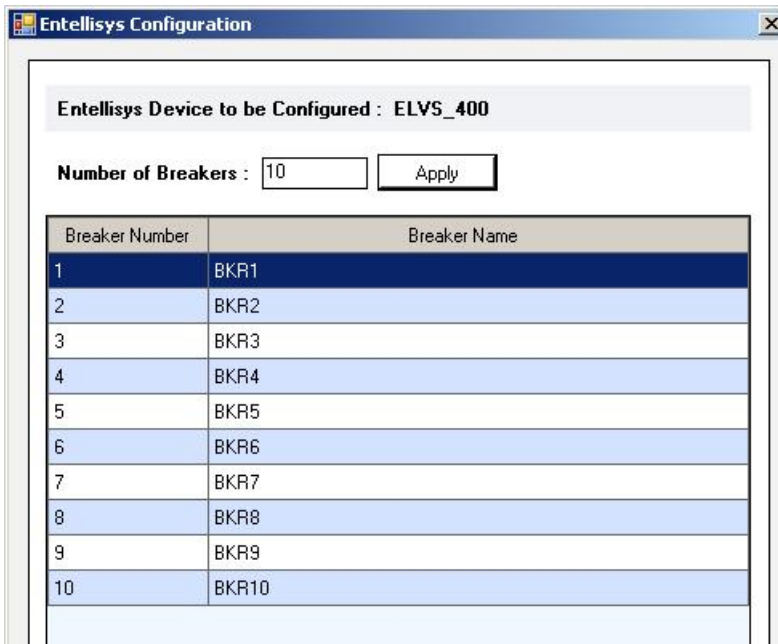 Entellisys Configuration
Entellisys Device to be Configured : ELVS_400
Number of Breakers : 10 Apply
Breaker Number Breaker Name
1 BKR1
2 BKR2
3 BKR3
4 BKR4
5 BKR5
6 BKR6
7 BKR7
8 BKR8
9 BKR9
10 BKR10